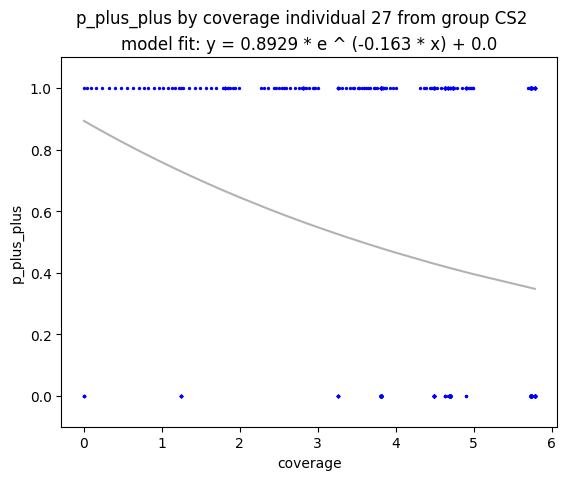 p_plus_plus by coverage individual 27 from group CS2
model fit: y = 0.8929 * e ^ (-0.163 * x) + 0.0
1.0
0.8
0.6
0.4
0.2
0.0
p_plus_plus
0 1 2 3 4 5 6
coverage